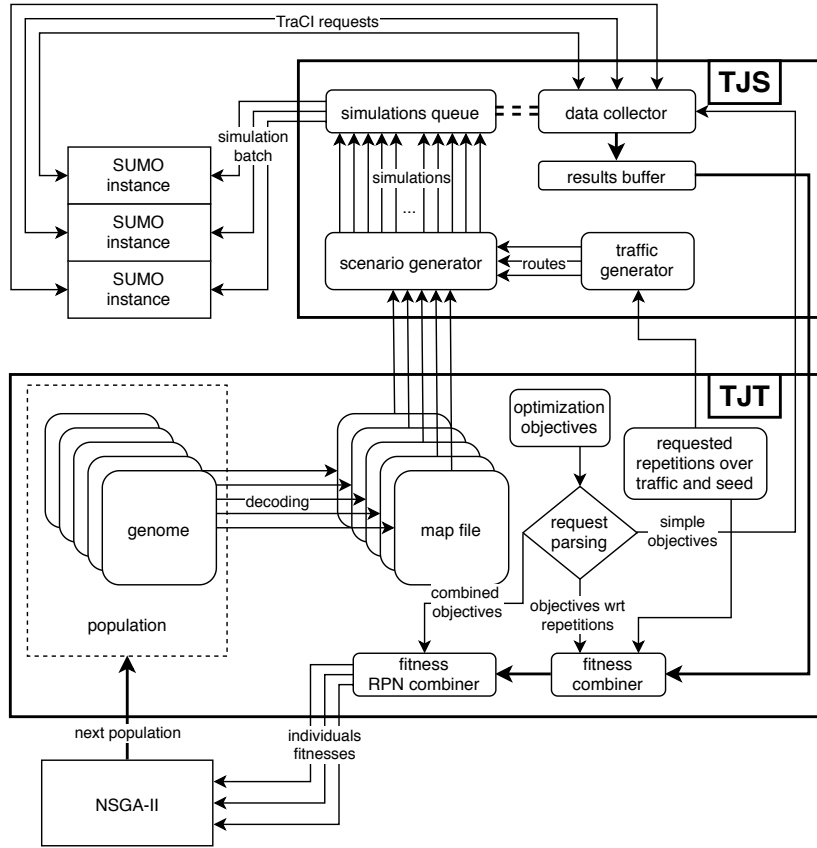 TraCI requests
TJS
simulations queue
data collector
simulation
batch
SUMO
instance
SUMO
instance
SUMO
instance
simulations
...
results buffer
scenario generator
routes
traffic
generator
TJT
optimization
objectives
requested
repetitions over
traffic and seed
genome
decoding
map file
request
parsing
simple
objectives
combined
objectives
objectives wrt
repetitions
population
fitness
RPN combiner
fitness
combiner
next population
individuals
fitnesses
NSGA-II